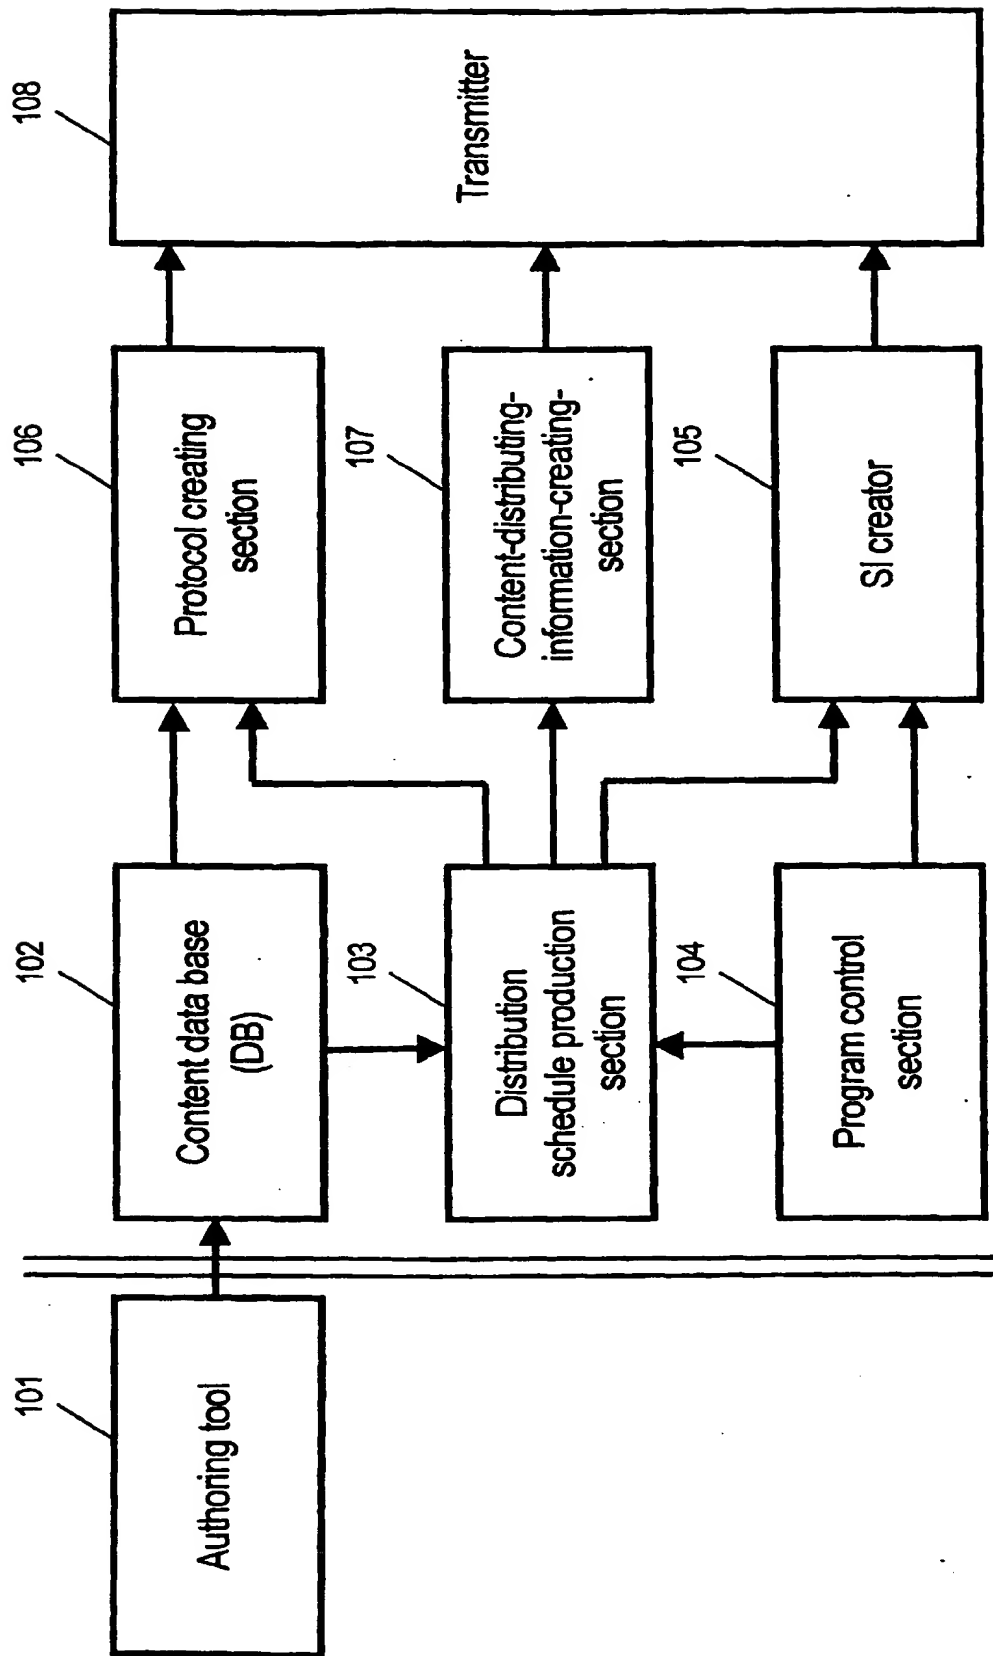 101
Authoring tool
102
Content data base
(DB)
103
Distribution
schedule production
section
104
Program control
section
106
Protocol creating
section
107
Content-distributing-
information-creating-
section
105
SI creator
108
Transmitter